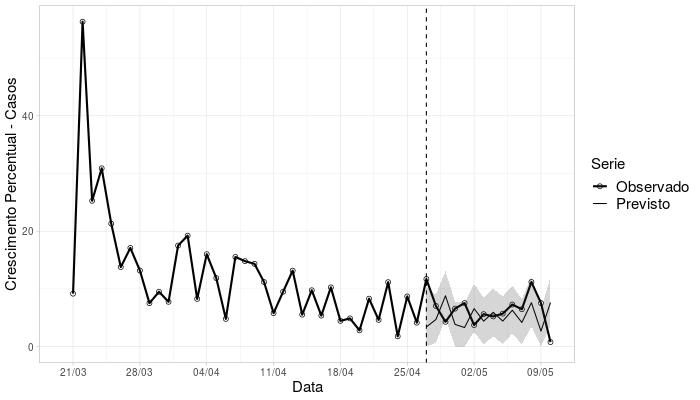 Crescimento Percentual - Casos
40
20
0
21/03 28/03 04/04 11/04 18/04 25/04 02/05 09/05
Data
Serie
Observado
Previsto